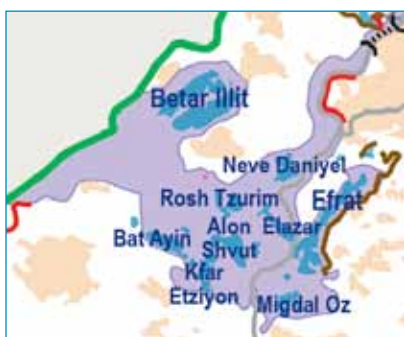 Betar Illit
Neve Daniyel
Rosh Tzurim
Efrat
Alon
Shvut
Elazar
Bat Ayin
Kfar
Etziyon
Migdal Oz